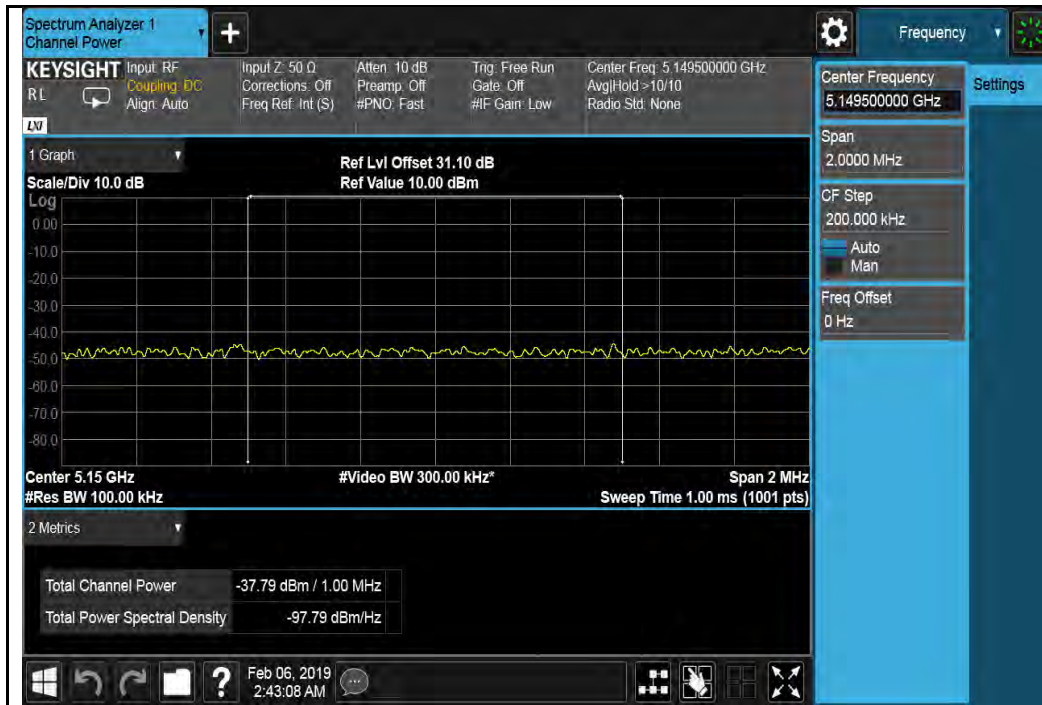 Spectrum Analyzer 1
Channel Power
+
Frequency
KEYSIGHT
RL
LXI
Input: RF
Coupling: DC
Align: Auto
Input Z: 50 Ω
Corrections: Off
Freq Ref: Int (S)
Atten: 10 dB
Preamp: Off
#PNO: Fast
Trig: Free Run
Gate: Off
#IF Gain: Low
Center Freq: 5.149500000 GHz
Avg|Hold >10/10
Radio Std: None
Center Frequency
5.149500000 GHz
Settings
Span
2.0000 MHz
CF Step
200.000 kHz
Auto
Man
Freq Offset
0 Hz
1 Graph
Scale/Div 10.0 dB
Ref Lvl Offset 31.10 dB
Ref Value 10.00 dBm
Log
0.00
-10.0
-20.0
-30.0
-40.0
-50.0
-60.0
-70.0
-80.0
Center 5.15 GHz
#Video BW 300.00 kHz*
Span 2 MHz
#Res BW 100.00 kHz
Sweep Time 1.00 ms (1001 pts)
2 Metrics
Total Channel Power -37.79 dBm / 1.00 MHz
Total Power Spectral Density -97.79 dBm/Hz
?
Feb 06, 2019
2:43:08 AM